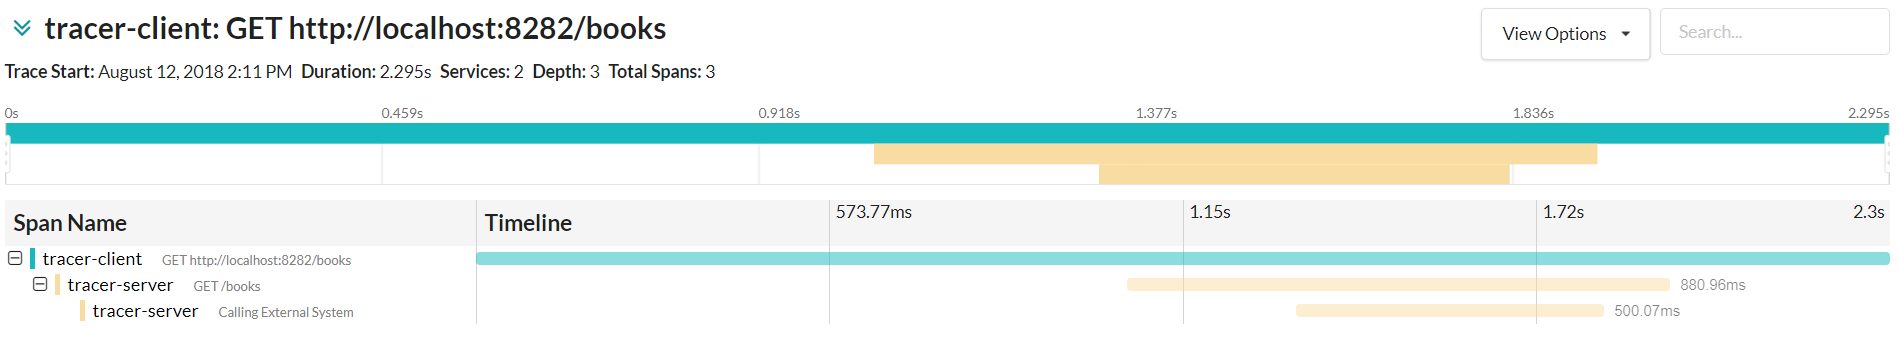 tracer-client: GET http://localhost:8282/books
View Options
Search...
Trace Start: August 12, 2018 2:11 PM Duration: 2.295s Services: 2 Depth: 3 Total Spans: 3
0s 0.459s 0.918s 1.377s 1.836s 2.295s
Span Name Timeline 573.77ms 1.15s 1.72s 2.3s
tracer-client GET http://localhost:8282/books
tracer-server GET /books 880.96ms
tracer-server Calling External System 500.07ms